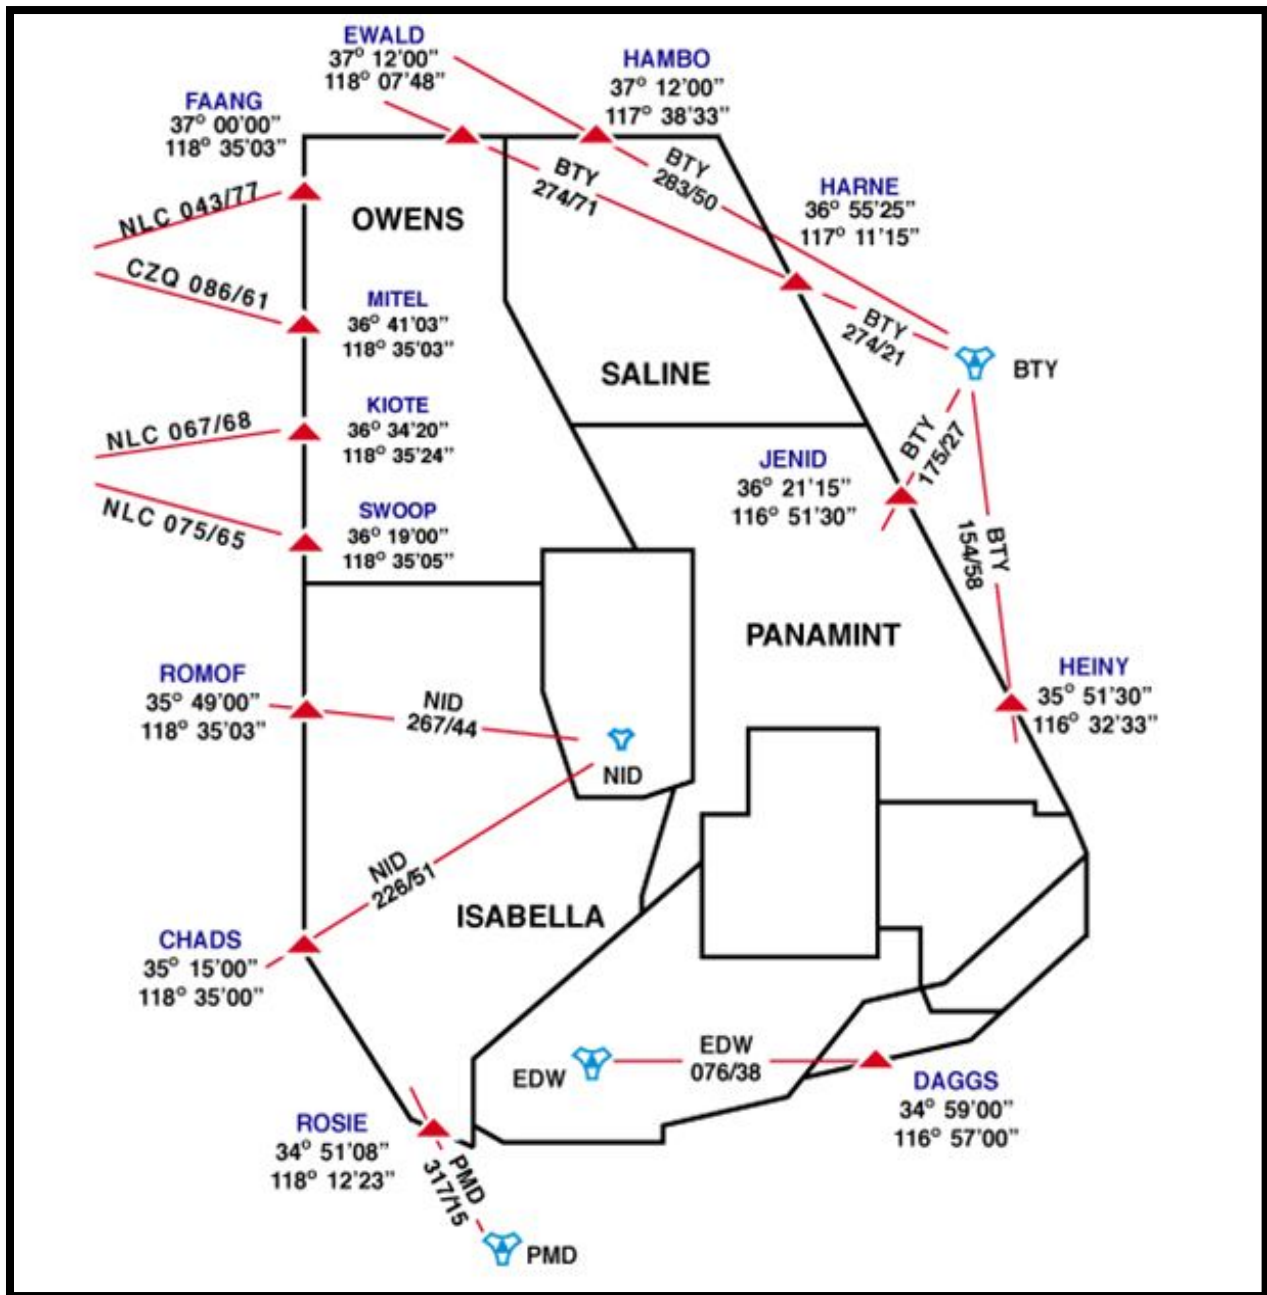 EWALD
37° 12'00"
118° 07'48"
HAMBO
37° 12'00"
117° 38'33"
FAANG
37° 00'00"
118° 35'03"
BTY
283/50
BTY
274/71
HARNE
36° 55'25"
117° 11'15"
NLC 043/77
OWENS
CZQ 086/61
MITEL
36° 41'03"
118° 35'03"
BTY
274/21
BTY
SALINE
KIOTE
36° 34'20"
118° 35'24"
NLC 067/68
BTY
175/27
JENID
36° 21'15"
116° 51'30"
NLC 075/65
SWOOP
36° 19'00"
118° 35'05"
BTY
154/58
PANAMINT
ROMOF
35° 49'00"
118° 35'03"
NID
267/44
HEINY
35° 51'30"
116° 32'33"
NID
NID
226/51
ISABELLA
CHADS
35° 15'00"
118° 35'00"
EDW
EDW
076/38
DAGGS
34° 59'00"
116° 57'00"
ROSIE
34° 51'08"
118° 12'23"
PMD
317/15
PMD